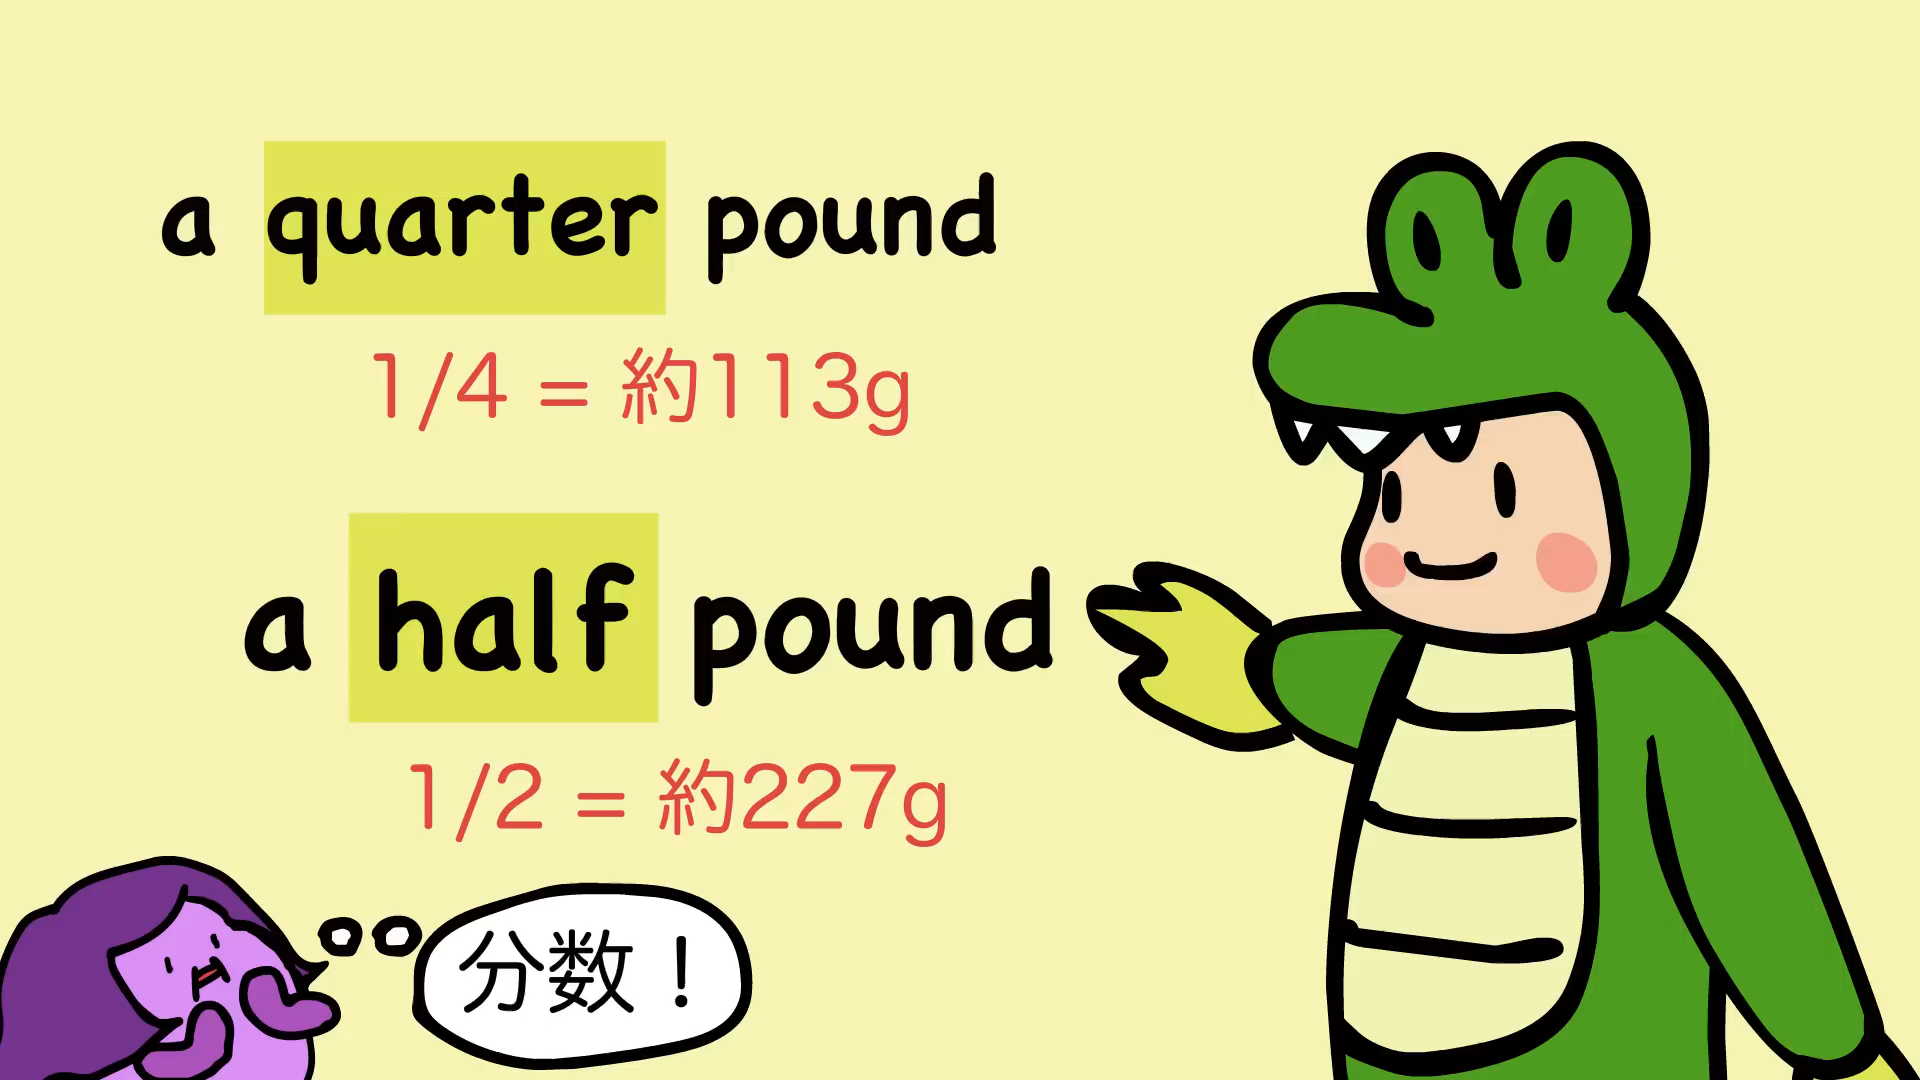 a quarter pound
1/4 = 約113g
a half pound
1/2 = 約227g
分数！